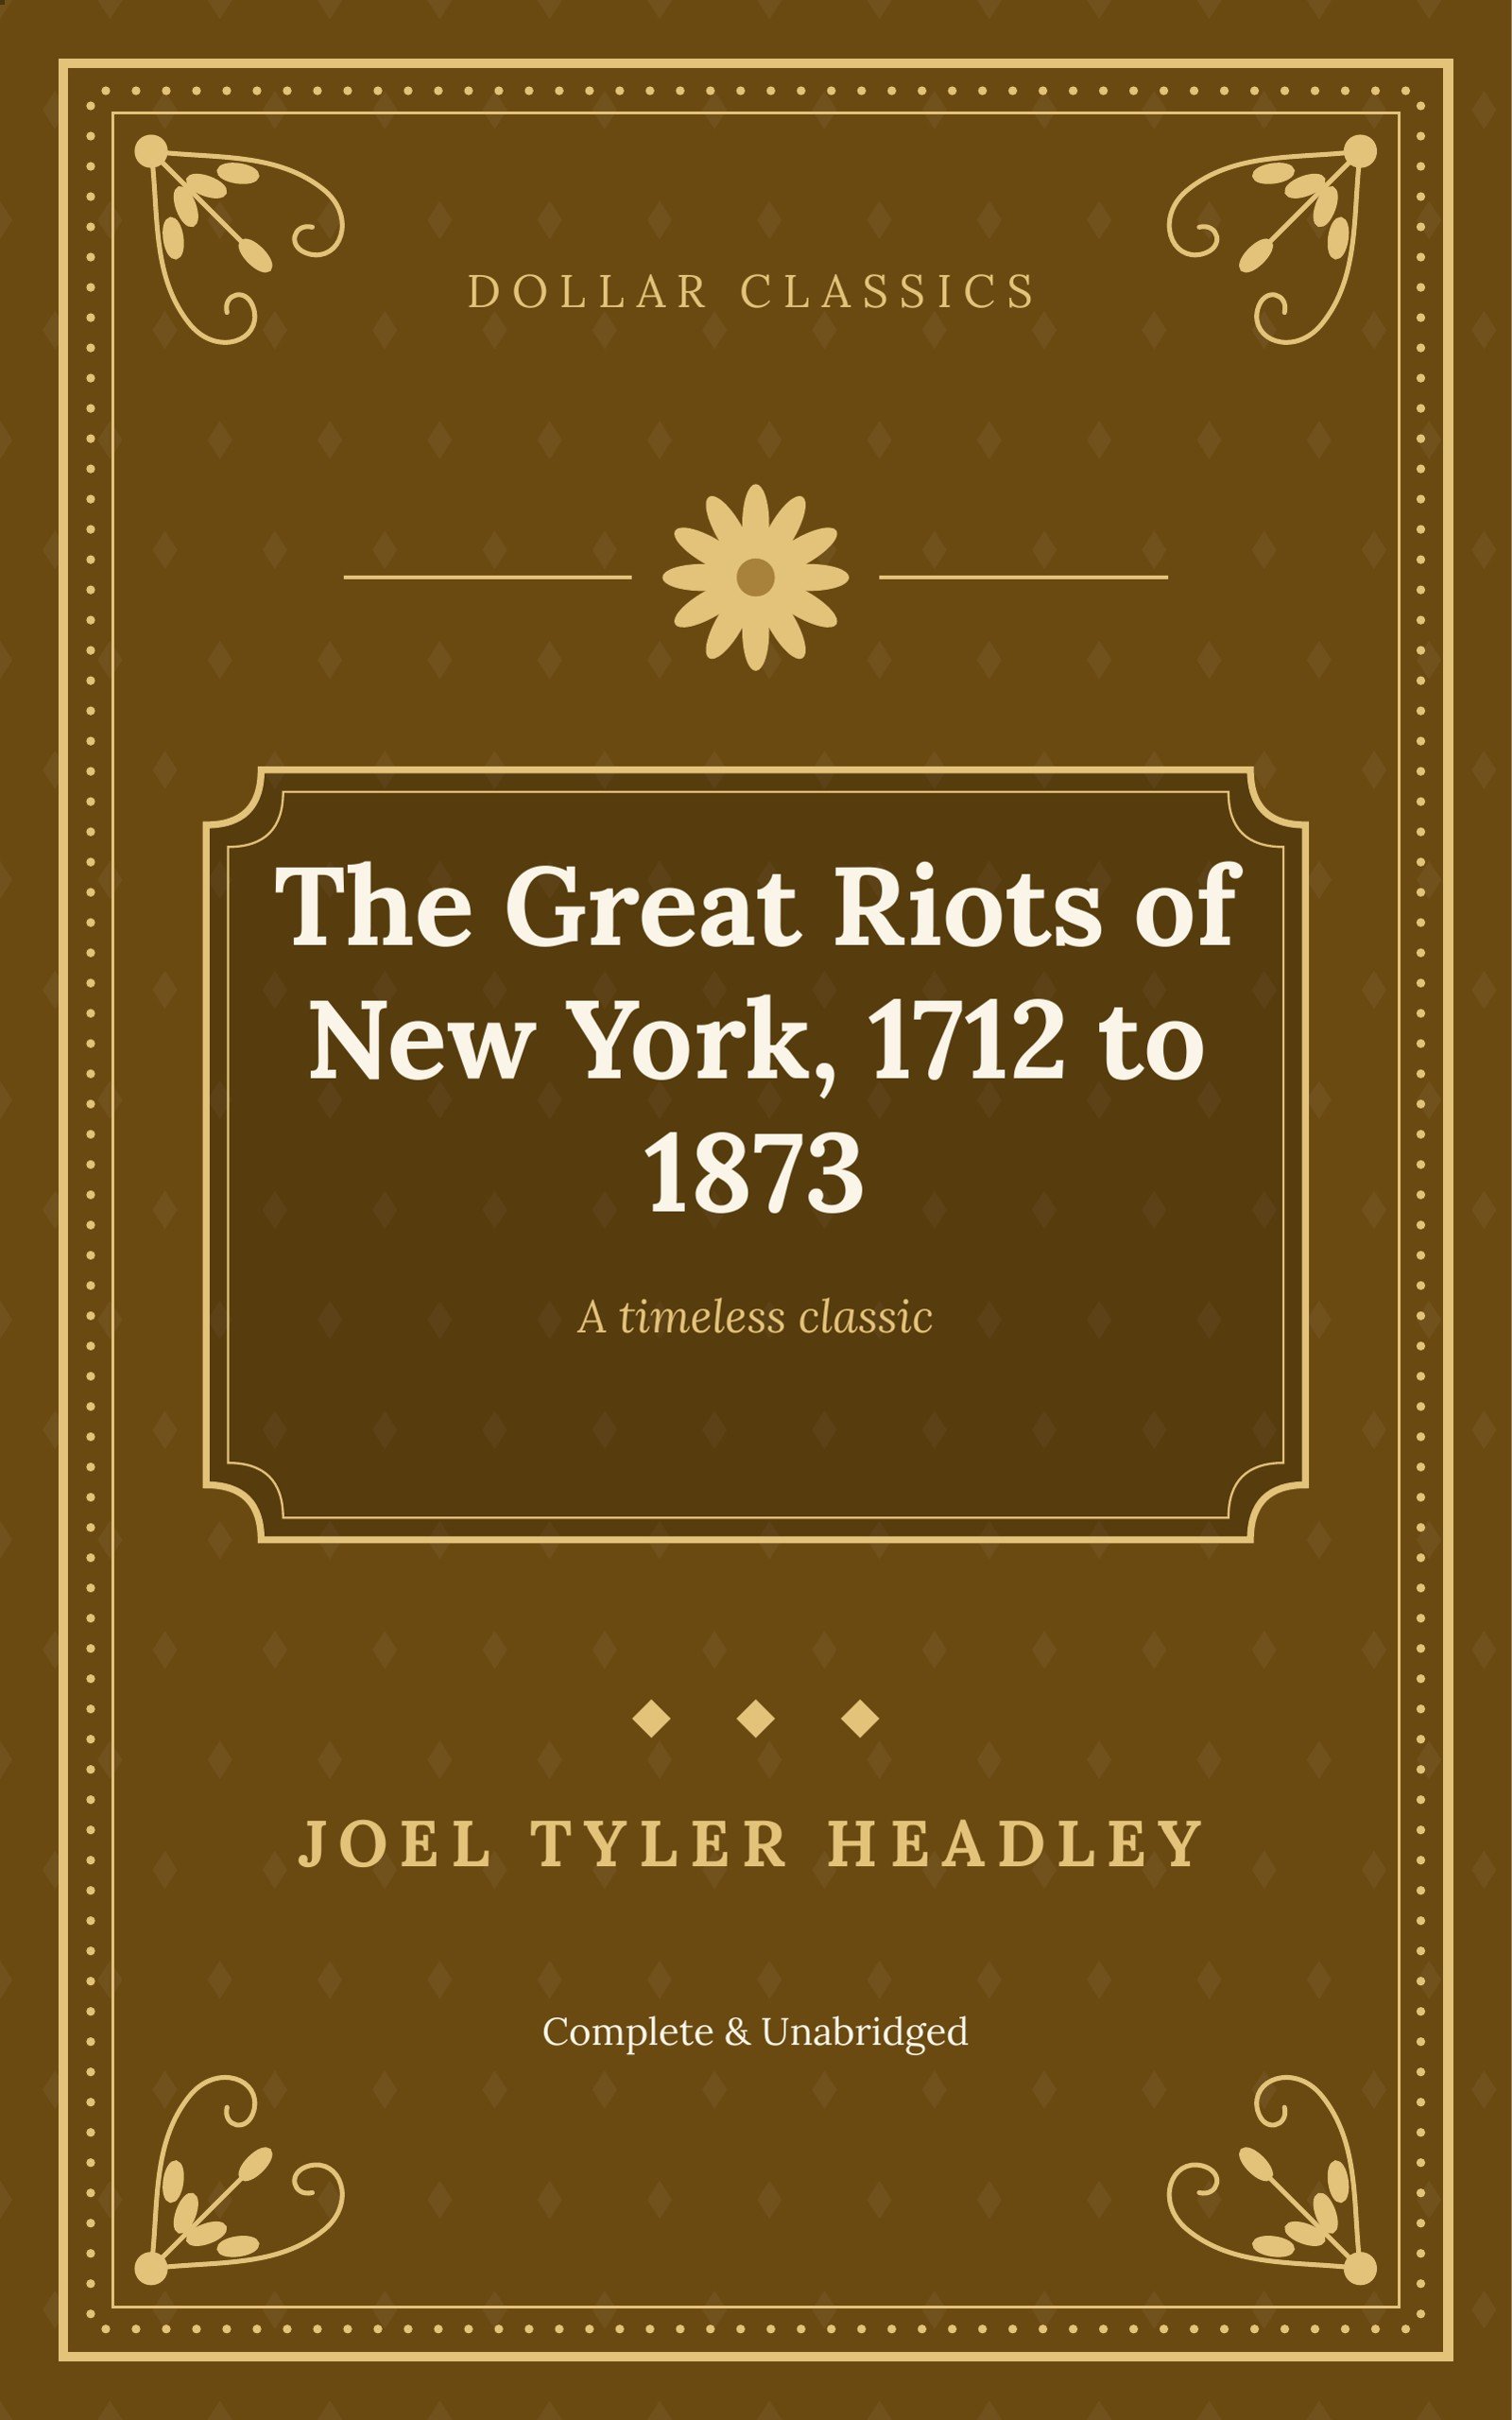 DOLLAR CLASSICS
The Great Riots of
New York, 1712 to
1873
A timeless classic
JOEL TYLER HEADLEY
Complete & Unabridged